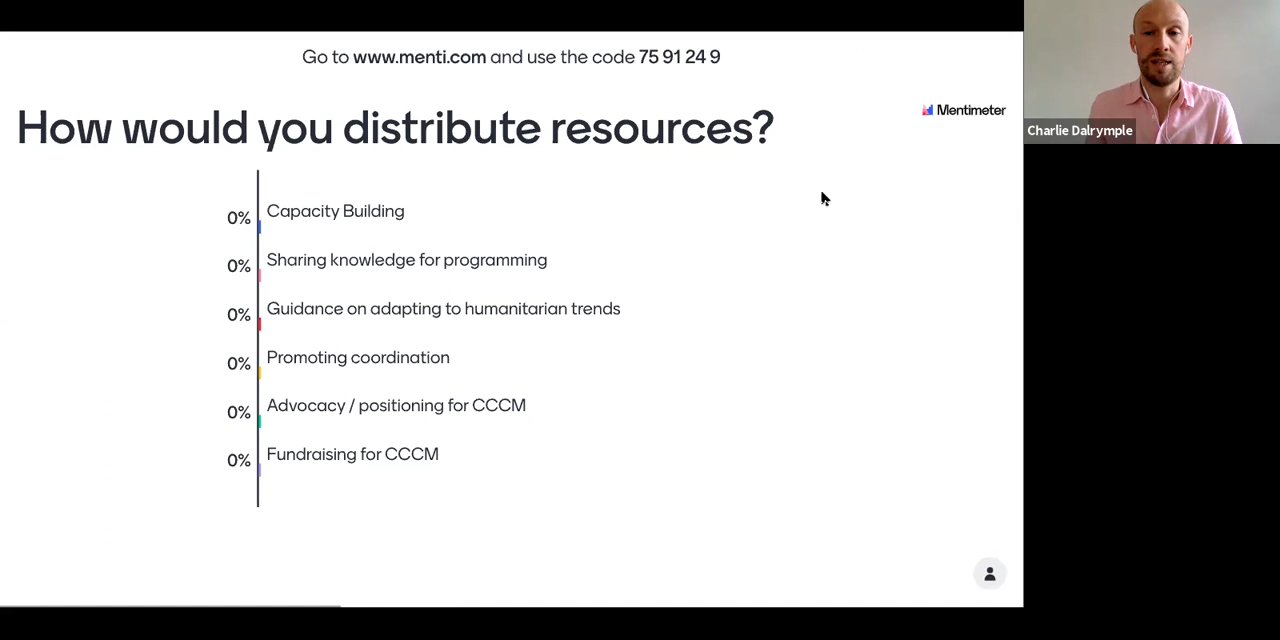 Go to www.menti.com and use the code 75 91 24 9
Mentimeter
How would you distribute resources?
Charlie Dalrymple
0% Capacity Building
0% Sharing knowledge for programming
0% Guidance on adapting to humanitarian trends
0% Promoting coordination
0% Advocacy / positioning for CCCM
0% Fundraising for CCCM